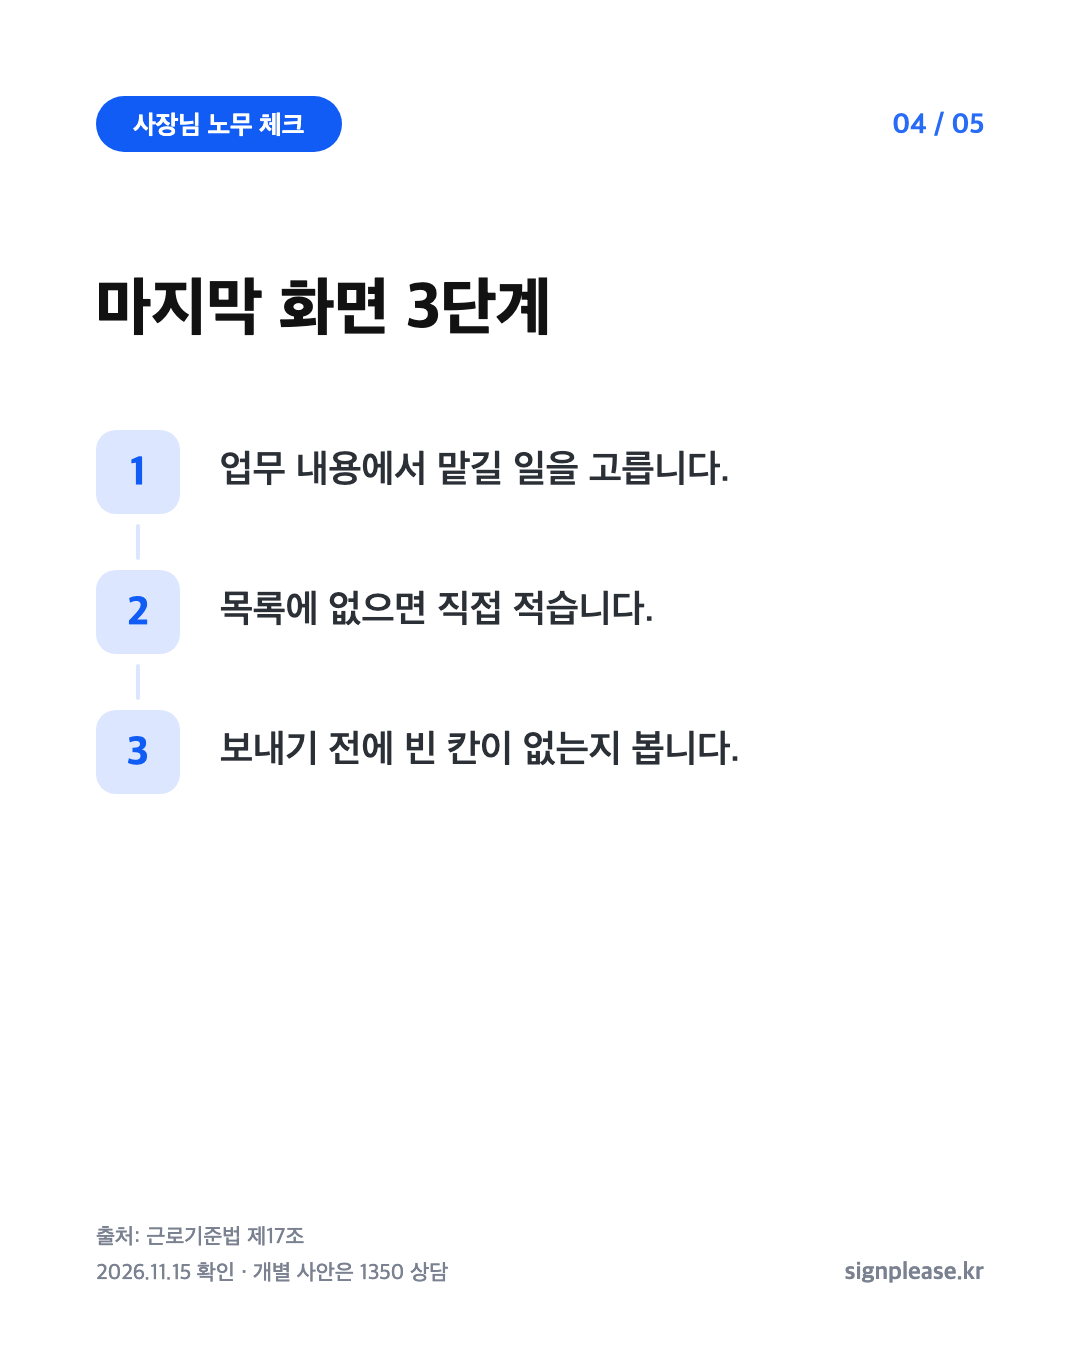 사장님 노무 체크
04 / 05
마지막 화면 3단계
1 업무 내용에서 맡길 일을 고릅니다.
2 목록에 없으면 직접 적습니다.
3 보내기 전에 빈 칸이 없는지 봅니다.
출처: 근로기준법 제17조
2026.11.15 확인 · 개별 사안은 1350 상담
signplease.kr